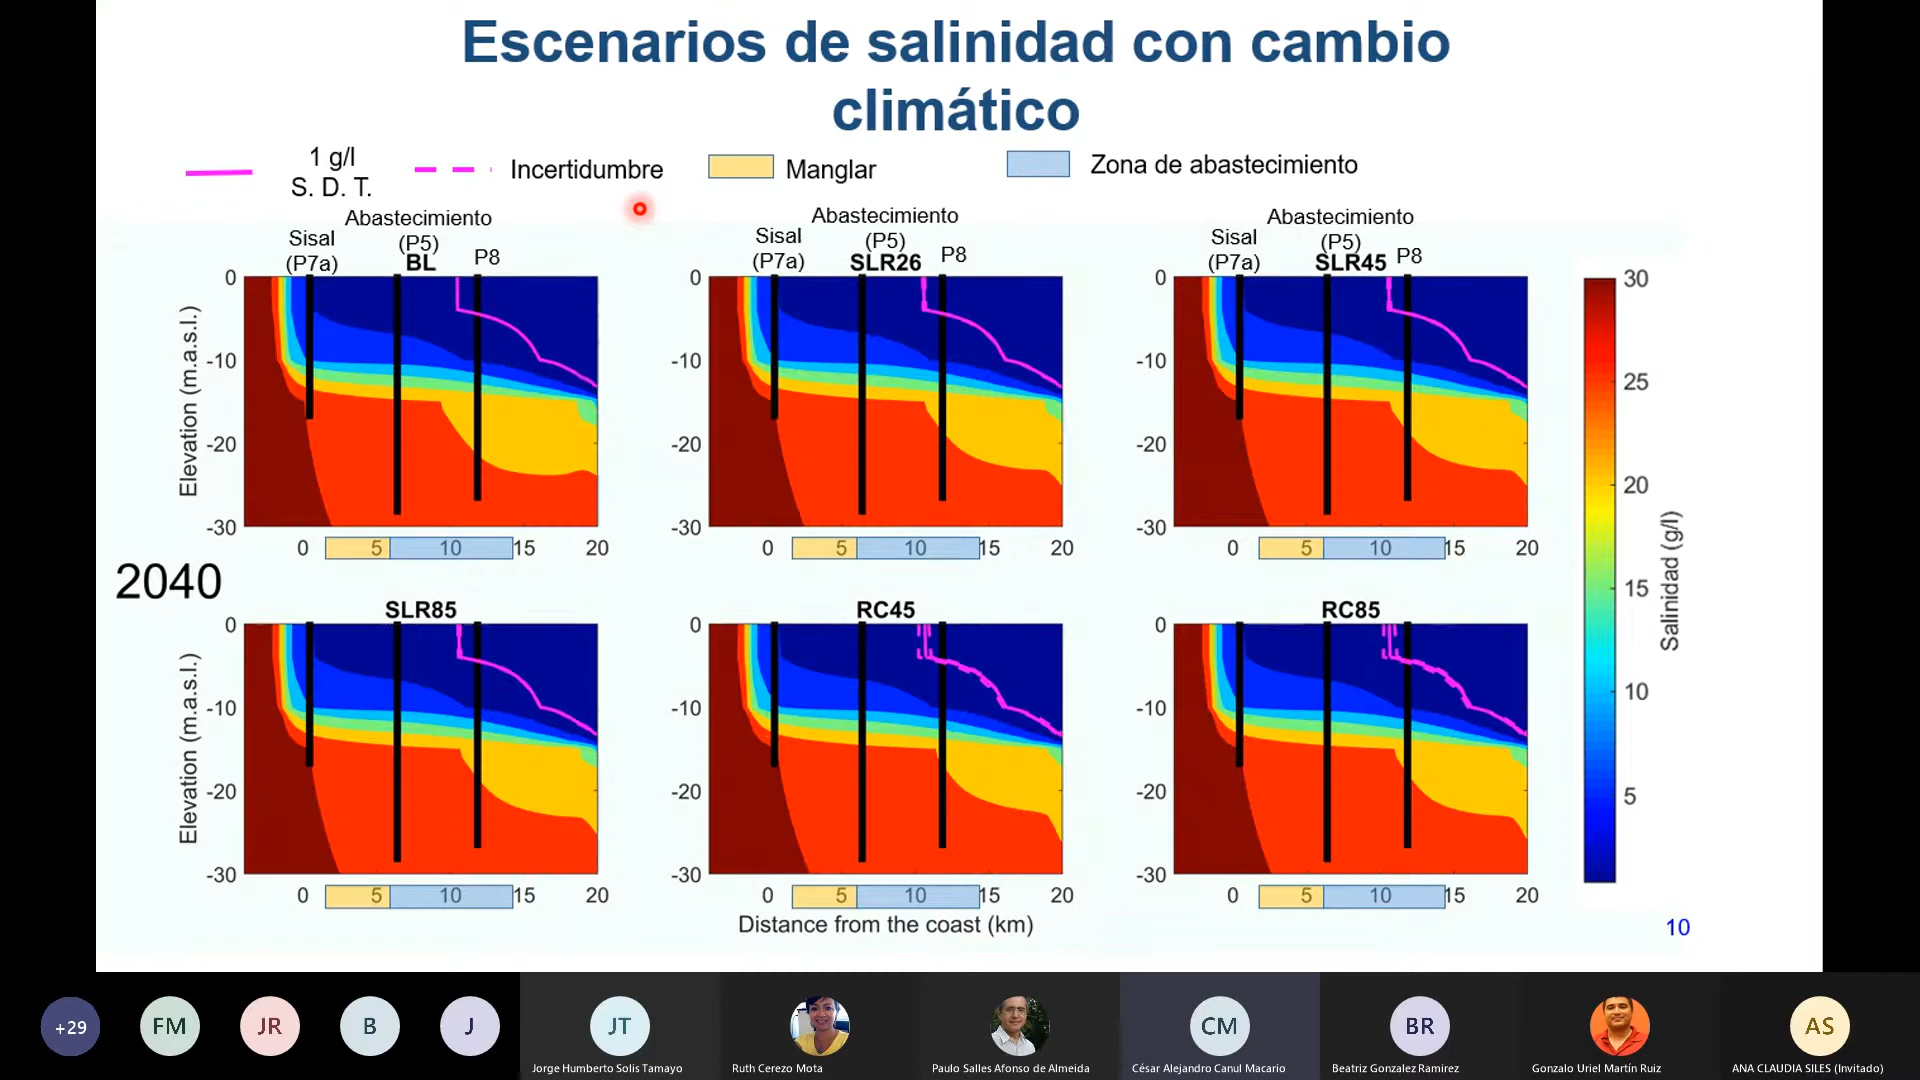 Escenarios de salinidad con cambio
climático
1 g/l
S. D. T.
Incertidumbre
Manglar
Zona de abastecimiento
Sisal
(P7a)
Abastecimiento
(P5)
BL
P8
Sisal
(P7a)
Abastecimiento
(P5)
SLR26
P8
Sisal
(P7a)
Abastecimiento
(P5)
SLR45
P8
Elevation (m.a.s.l.)
0
-10
-20
-30
0 5 10 15 20
0
-10
-20
-30
0 5 10 15 20
0
-10
-20
-30
0 5 10 15 20
2040
SLR85
RC45
RC85
Elevation (m.a.s.l.)
0
-10
-20
-30
0 5 10 15 20
0
-10
-20
-30
0 5 10 15 20
0
-10
-20
-30
0 5 10 15 20
Distance from the coast (km)
30
25
20
15
10
5
Salinidad (g/l)
10
+29
FM
JR
B
J
JT
Jorge Humberto Solis Tamayo
Ruth Cerezo Mota
Paulo Salles Afonso de Almeida
CM
César Alejandro Canul Macario
BR
Beatriz Gonzalez Ramirez
Gonzalo Uriel Martín Ruiz
AS
ANA CLAUDIA SILES (Invitado)